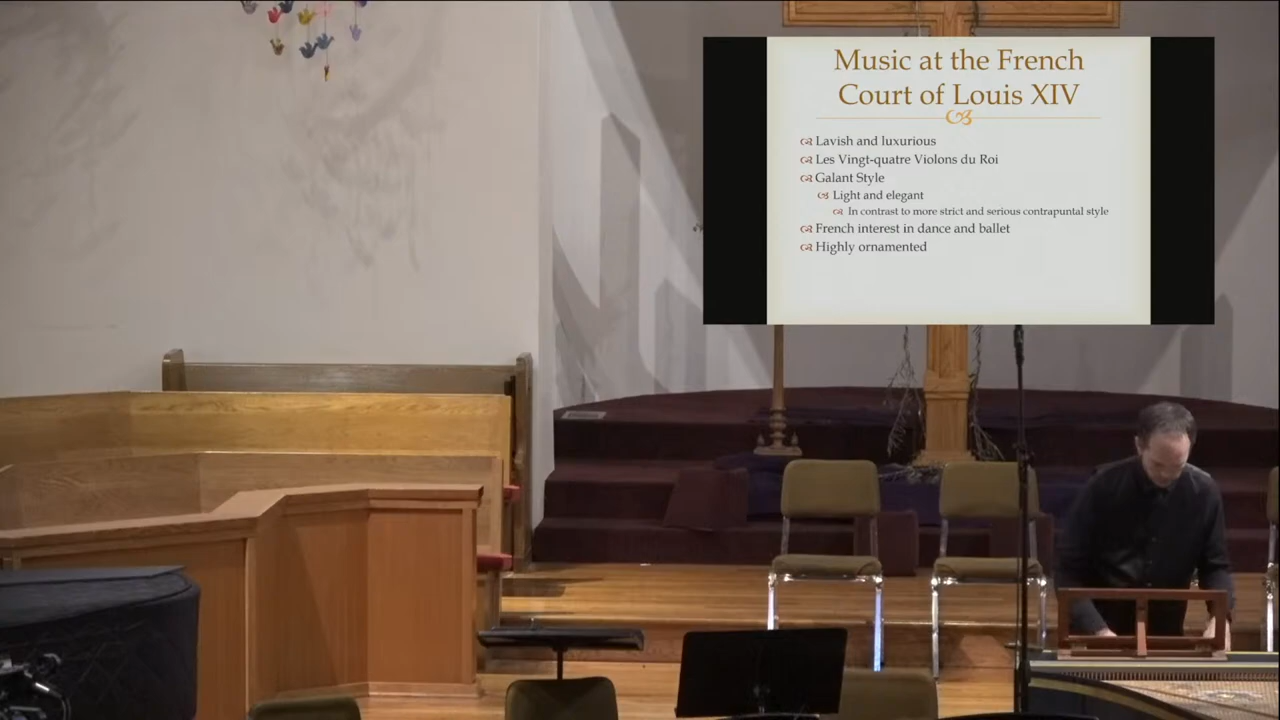 Music at the French
Court of Louis XIV
Lavish and luxurious
Les Vingt-quatre Violons du Roi
Galant Style
Light and elegant
In contrast to more strict and serious contrapuntal style
French interest in dance and ballet
Highly ornamented